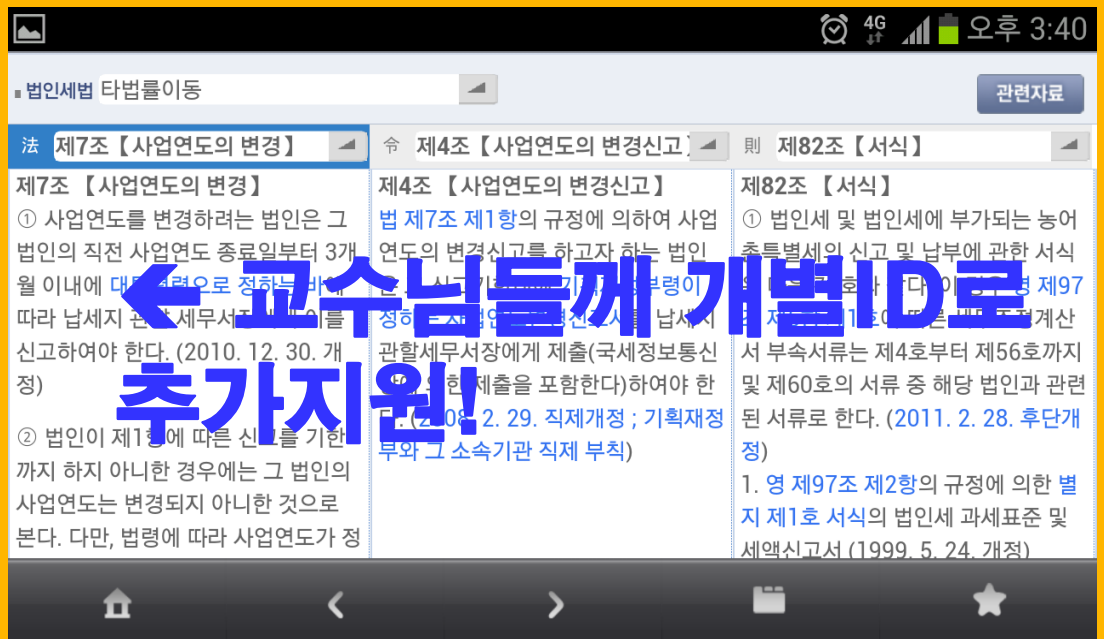 4G 오후 3:40
법인세법 타법률이동
관련자료
法 제7조【사업연도의 변경】
令 제4조【사업연도의 변경신고】
則 제82조【서식】
제7조 【사업연도의 변경】
① 사업연도를 변경하려는 법인은 그
법인의 직전 사업연도 종료일부터 3개
월 이내에
따라 납세지
신고하여야 한다. (2010. 12. 30. 개
정)
② 법인이 제1항에 따른 신고를 기한
까지 하지 아니한 경우에는 그 법인의
사업연도는 변경되지 아니한 것으로
본다. 다만, 법령에 따라 사업연도가 정
제4조 【사업연도의 변경신고】
법 제7조 제1항의 규정에 의하여 사업
연도의 변경신고를 하고자 하는 법인
납세지
관할세무서장에게 제출(국세정보통신
제출을 포함한다)하여야 한
2. 29. 직제개정 ; 기획재정
부와 그 소속기관 직제 부칙)
제82조 【서식】
① 법인세 및 법인세에 부가되는 농어
촌특별세의 신고 및 납부에 관한 서식
영 제97
서 부속서류는 제4호부터 제56호까지
및 제60호의 서류 중 해당 법인과 관련
된 서류로 한다. (2011. 2. 28. 후단개
정)
1. 영 제97조 제2항의 규정에 의한 별
지 제1호 서식의 법인세 과세표준 및
세액신고서 (1999. 5. 24. 개정)
← 교수님들께 개별ID로
추가지원!